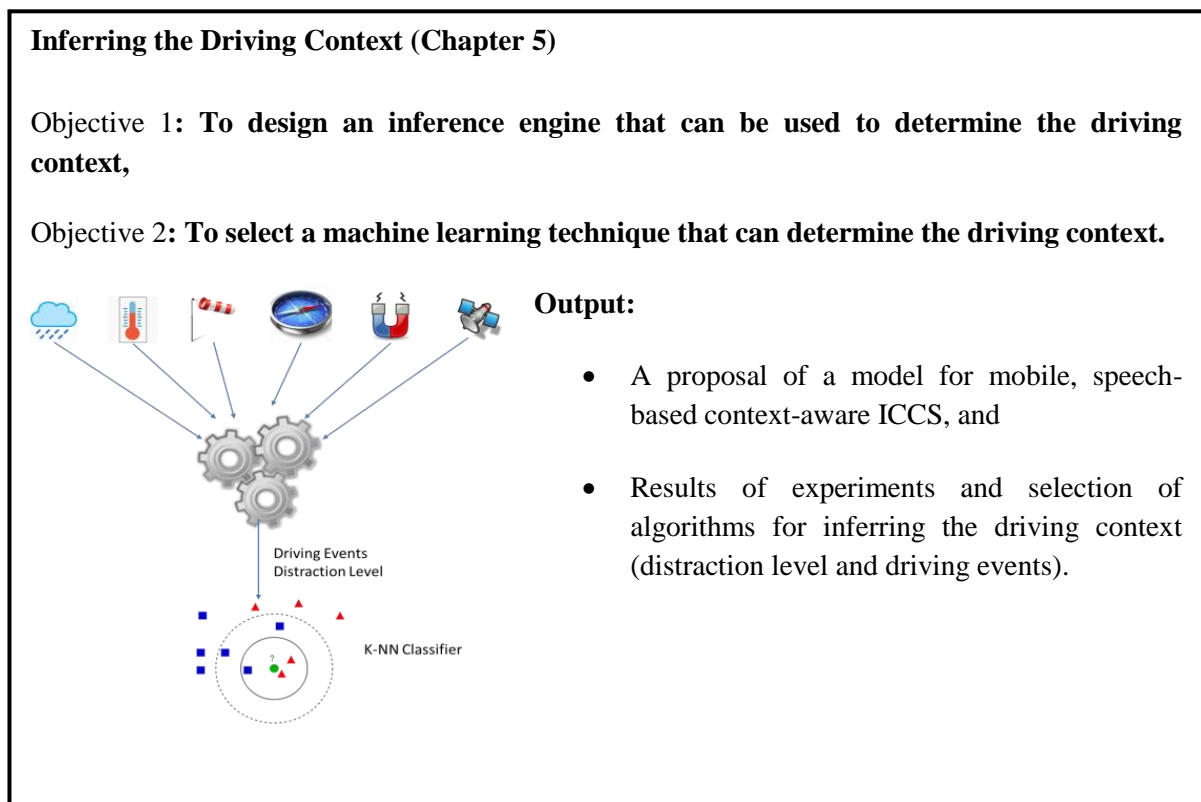 Inferring the Driving Context (Chapter 5)
Objective 1: To design an inference engine that can be used to determine the driving
context,
Objective 2: To select a machine learning technique that can determine the driving context.
Output:
• A proposal of a model for mobile, speech-
based context-aware ICCS, and
• Results of experiments and selection of
algorithms for inferring the driving context
(distraction level and driving events).
Driving Events
Distraction Level
K-NN Classifier
?